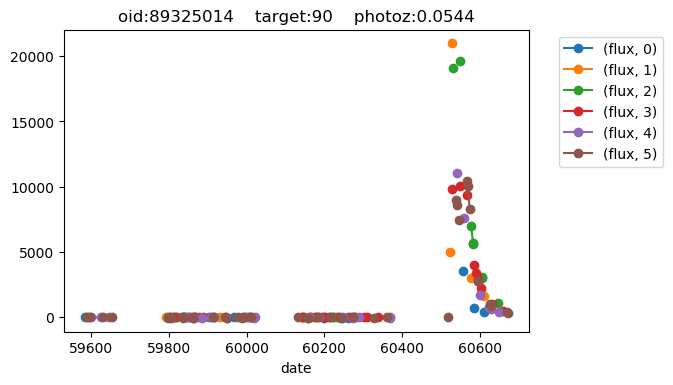 oid:89325014    target:90    photoz:0.0544
20000
15000
10000
5000
0
59600 59800 60000 60200 60400 60600
date
(flux, 0)
(flux, 1)
(flux, 2)
(flux, 3)
(flux, 4)
(flux, 5)